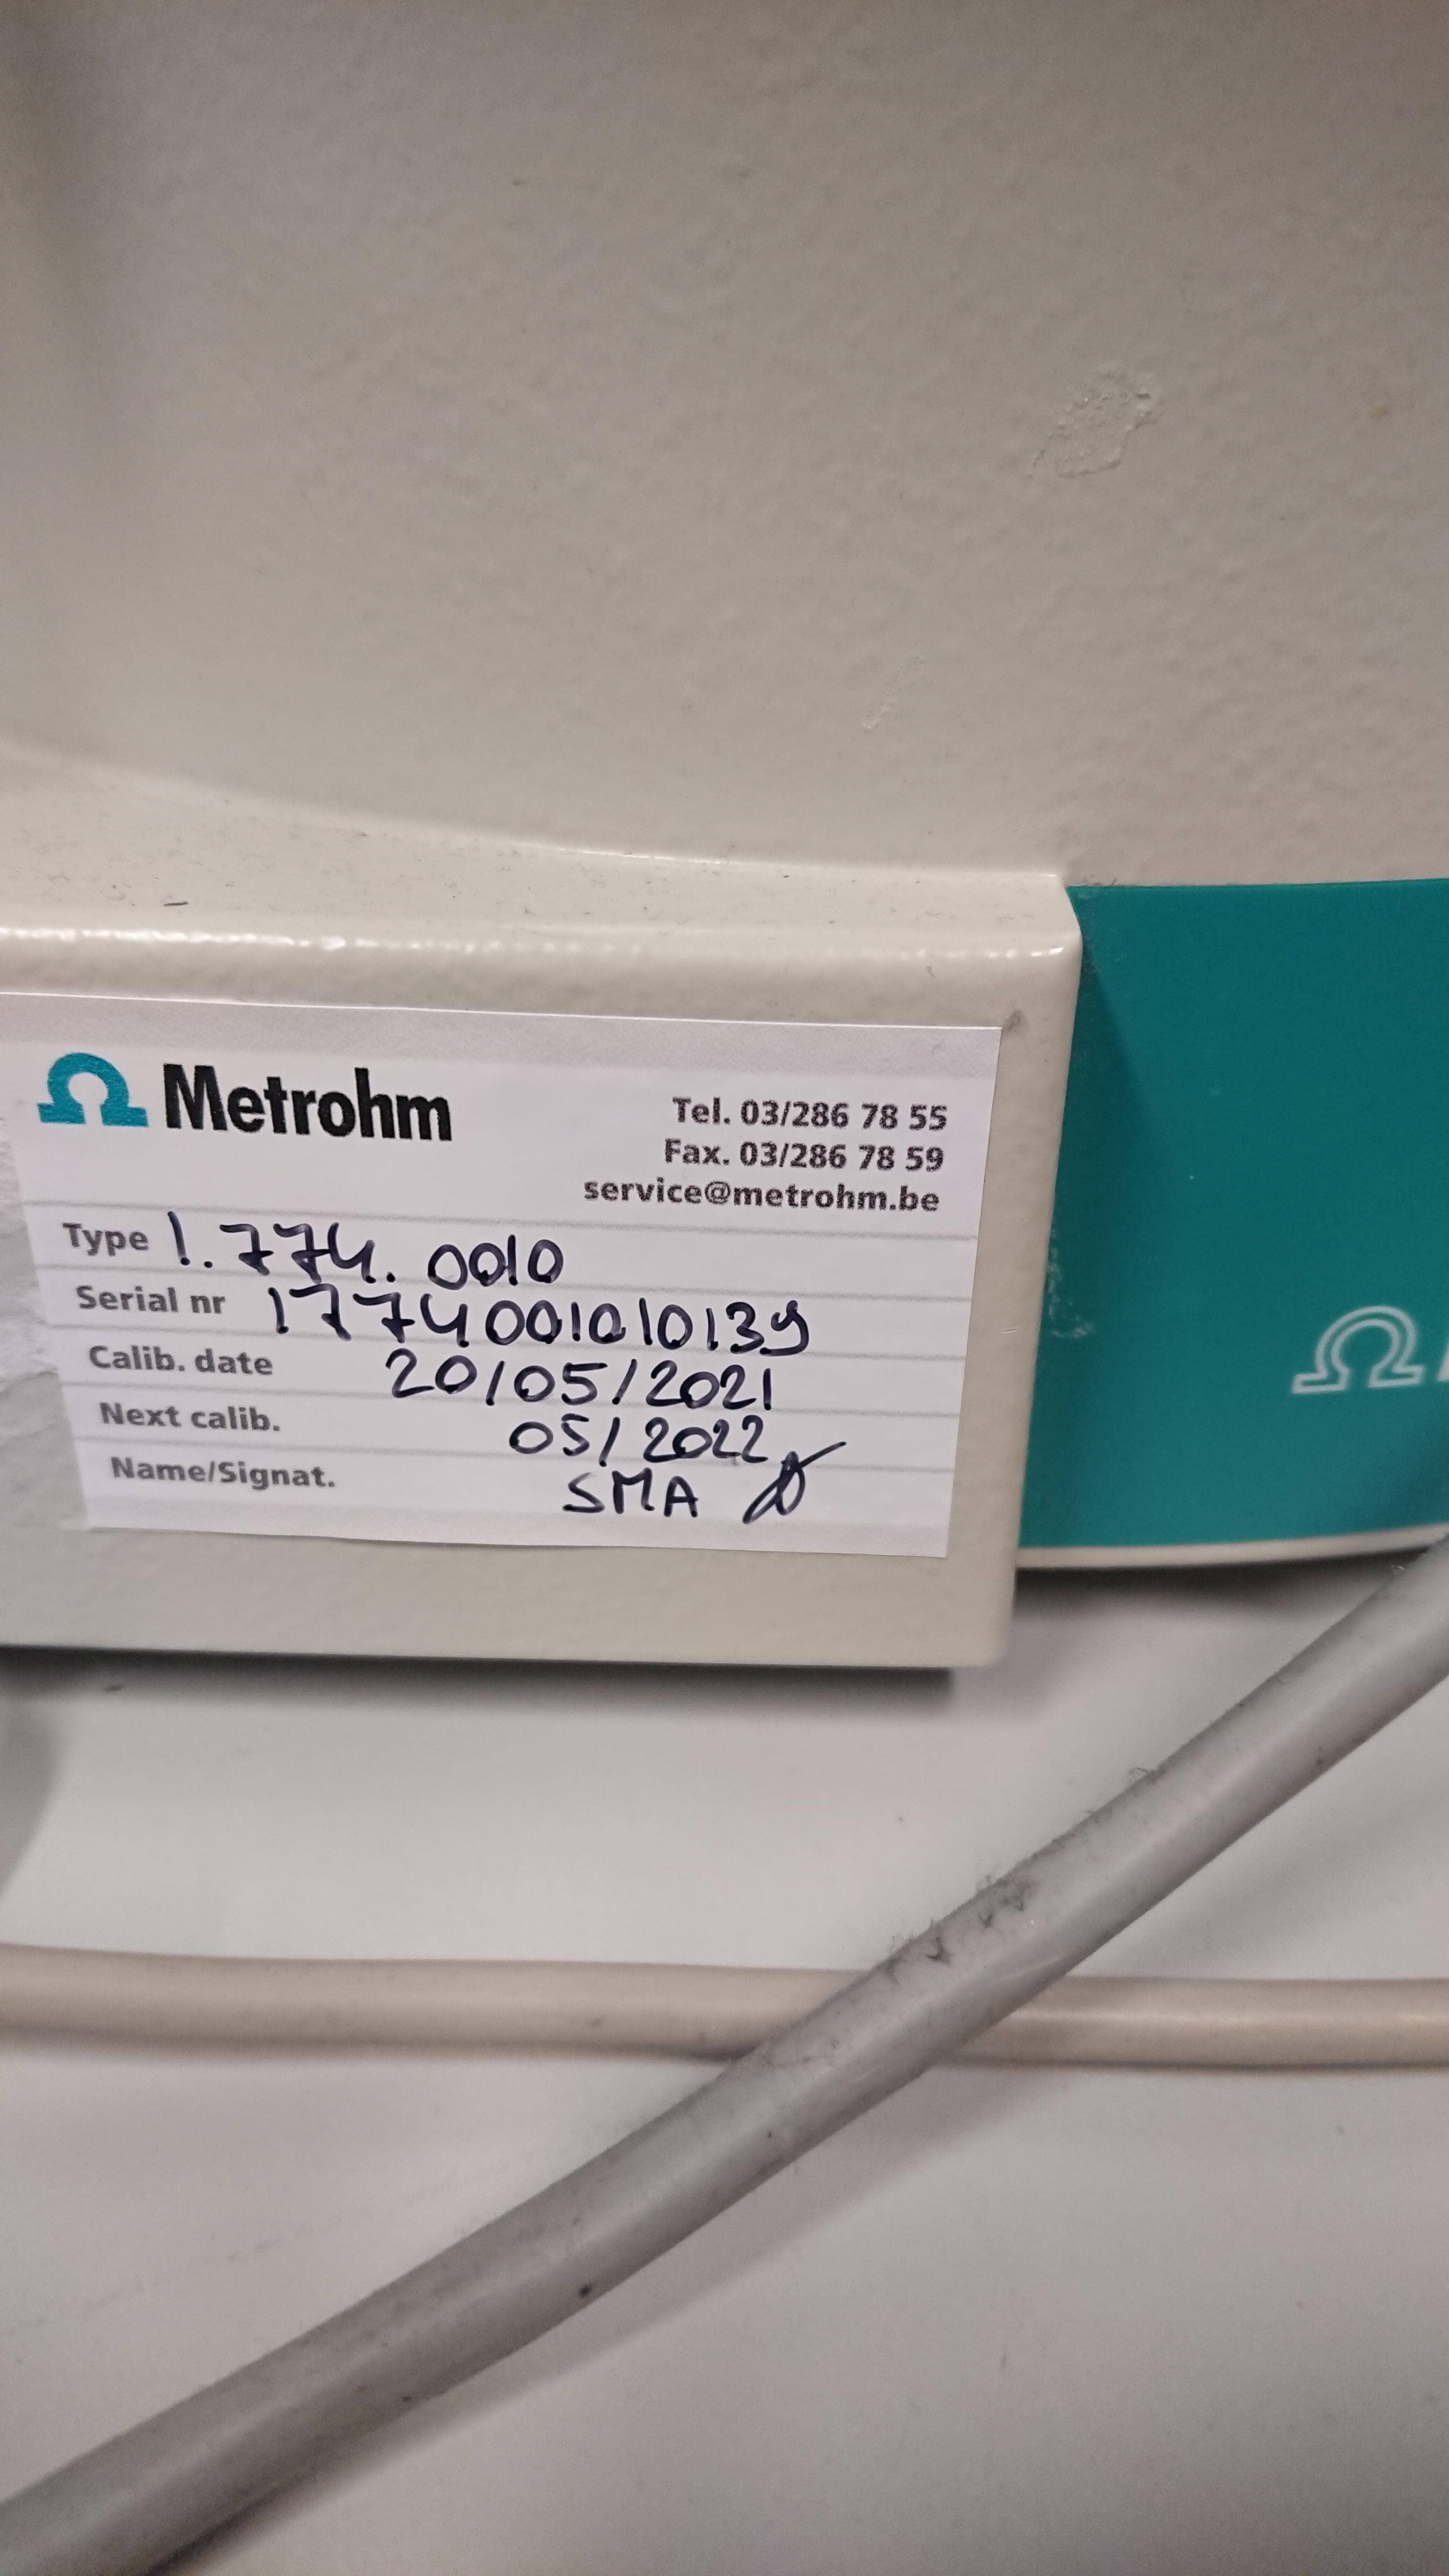 Metrohm
Tel. 03/286 78 55
Fax. 03/286 78 59
service@metrohm.be
Type 1.774.0010
Serial nr 1774001010139
Calib. date 20/05/2021
Next calib. 05/2022
Name/Signat. SMA